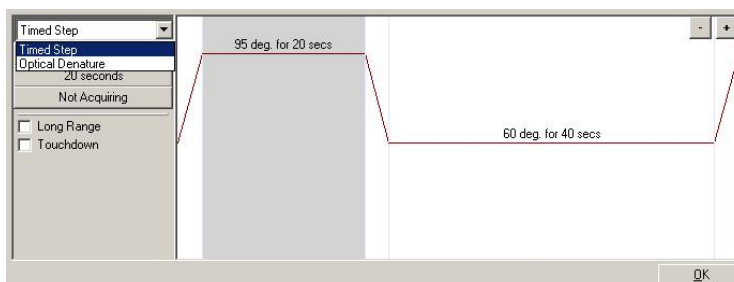 Timed Step
Timed Step
Optical Denature
20 seconds
Not Acquiring
Long Range
Touchdown
95 deg. for 20 secs
60 deg. for 40 secs
- +
OK